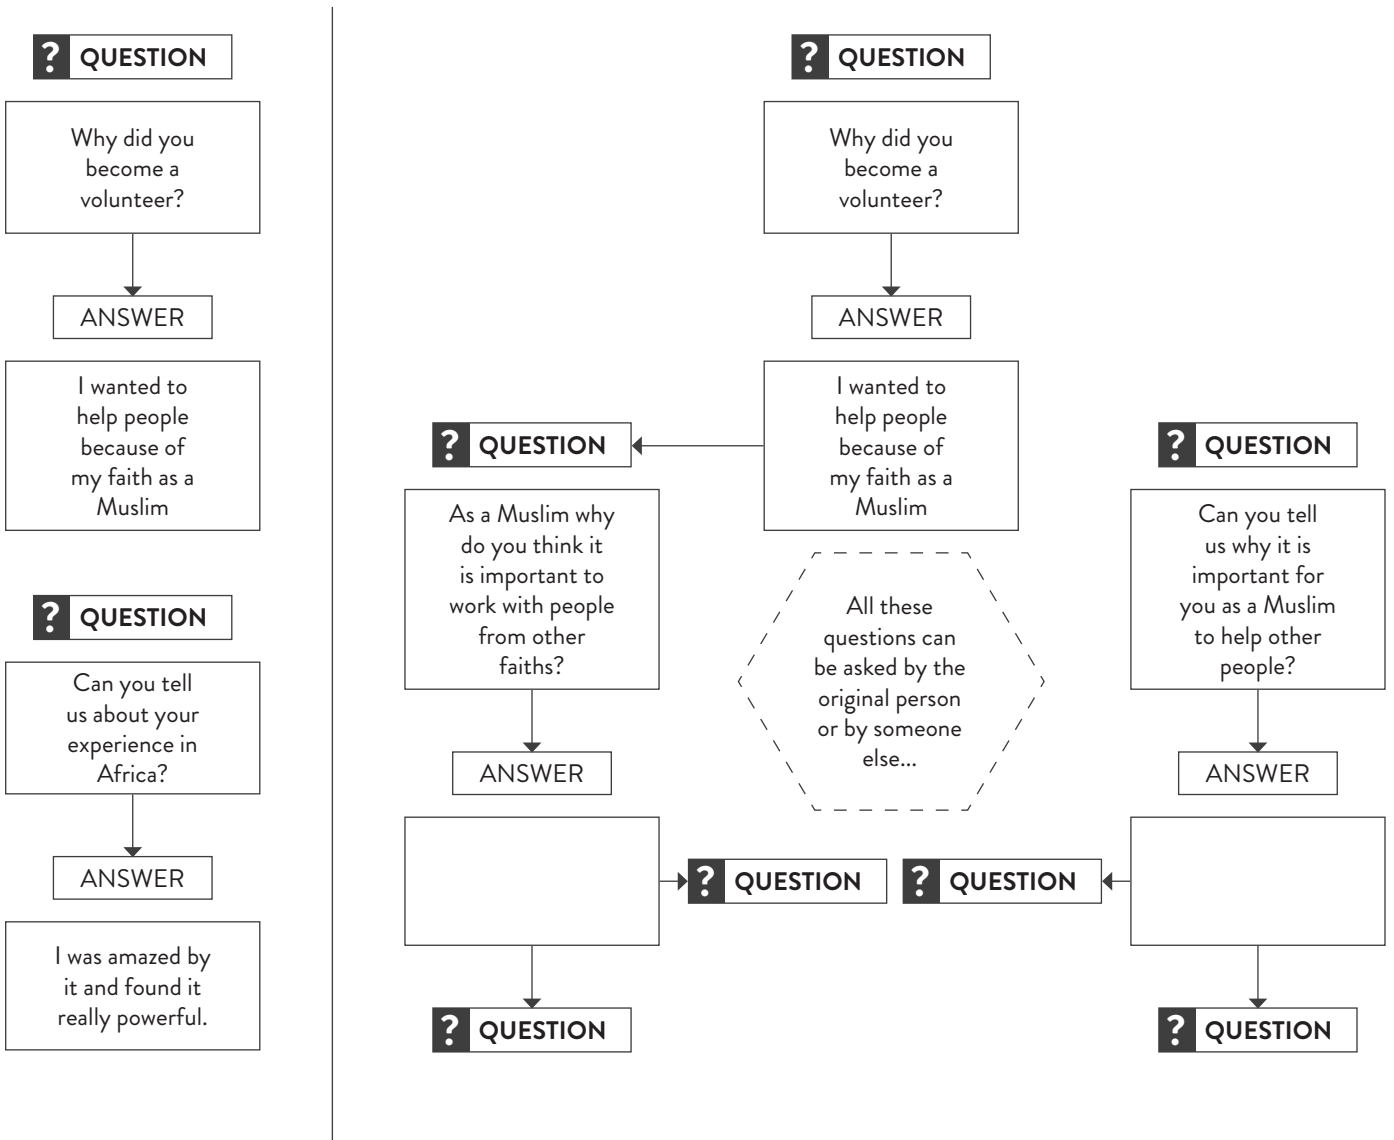 ? QUESTION
Why did you
become a
volunteer?
ANSWER
I wanted to
help people
because of
my faith as a
Muslim
? QUESTION
Can you tell
us about your
experience in
Africa?
ANSWER
I was amazed by
it and found it
really powerful.
? QUESTION
Why did you
become a
volunteer?
ANSWER
I wanted to
help people
because of
my faith as a
Muslim
? QUESTION
As a Muslim why
do you think it
is important to
work with people
from other
faiths?
ANSWER
? QUESTION
? QUESTION
All these
questions can
be asked by the
original person
or by someone
else...
? QUESTION
Can you tell
us why it is
important for
you as a Muslim
to help other
people?
ANSWER
? QUESTION
? QUESTION